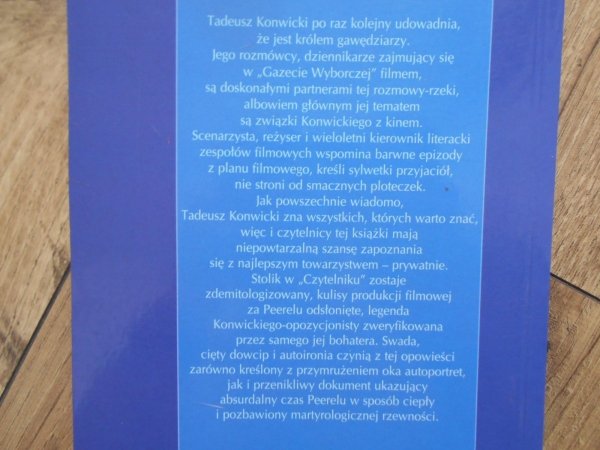 Tadeusz Konwicki po raz kolejny udowadnia,
że jest królem gawędziarzy.
Jego rozmówcy, dziennikarze zajmujący się
w „Gazecie Wyborczej” filmem,
są doskonałymi partnerami tej rozmowy-rzeki,
albowiem głównym jej tematem
są związki Konwickiego z kinem.
Scenarzysta, reżyser i wieloletni kierownik literacki
zespołów filmowych wspomina barwne epizody
z planu filmowego, kreśli sylwetki przyjaciół,
nie stroni od smacznych ploteczek.
Jak powszechnie wiadomo,
Tadeusz Konwicki zna wszystkich, których warto znać,
więc i czytelnicy tej książki mają
niepowtarzalną szansę zapoznania
się z najlepszym towarzystwem – prywatnie.
Stolik w „Czytelniku” zostaje
zdemitologizowany, kulisy produkcji filmowej
za Peerelu odsłonięte, legenda
Konwickiego-opozycjonisty zweryfikowana
przez samego jej bohatera. Swada,
cięty dowcip i autoironia czynią z tej opowieści
zarówno kreślony z przymrużeniem oka autoportret,
jak i przenikliwy dokument ukazujący
absurdalny czas Peerelu w sposób ciepły
i pozbawiony martyrologicznej rzewności.